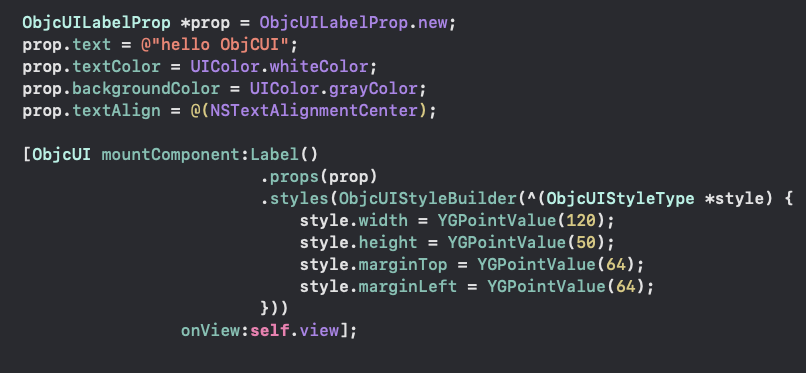 ObjcUILabelProp *prop = ObjcUILabelProp.new;
prop.text = @"hello ObjCUI";
prop.textColor = UIColor.whiteColor;
prop.backgroundColor = UIColor.grayColor;
prop.textAlign = @(NSTextAlignmentCenter);
[ObjcUI mountComponent:Label()
.props(prop)
.styles(ObjcUIStyleBuilder(^(ObjcUIStyleType *style) {
style.width = YGPointValue(120);
style.height = YGPointValue(50);
style.marginTop = YGPointValue(64);
style.marginLeft = YGPointValue(64);
}))
onView:self.view];